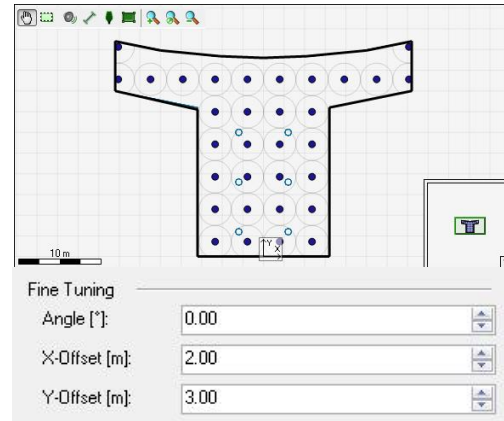 10 m
Y
X
Fine Tuning
Angle [°]: 0.00
X-Offset [m]: 2.00
Y-Offset [m]: 3.00